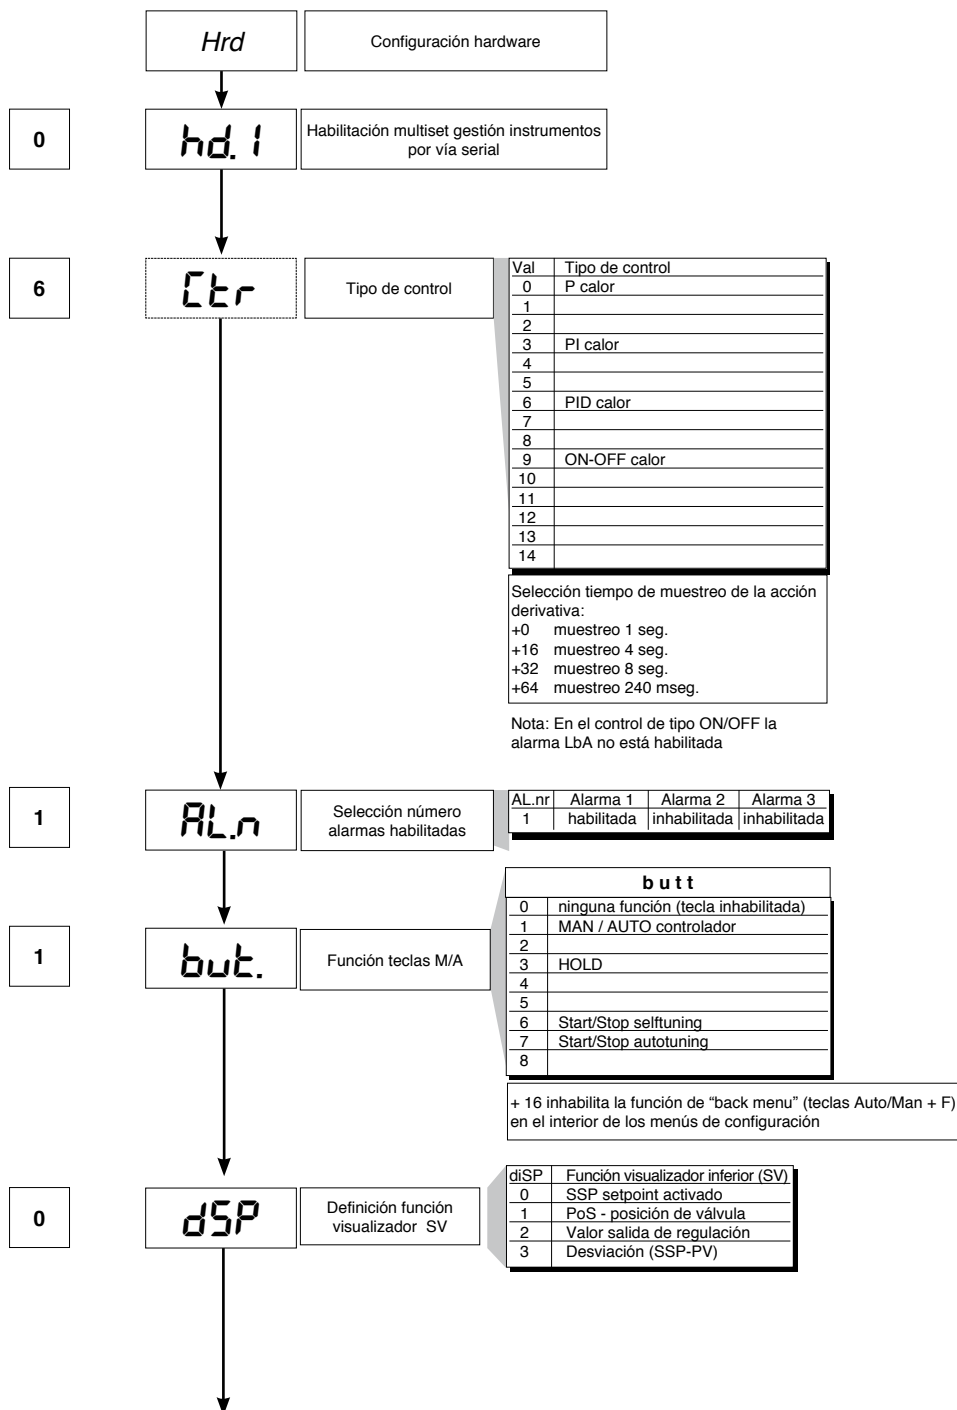 Hrd
Configuración hardware
0
hd.1
Habilitación multiset gestión instrumentos
por vía serial
6
Ctr
Tipo de control
Val Tipo de control
0 P calor
1
2
3 PI calor
4
5
6 PID calor
7
8
9 ON-OFF calor
10
11
12
13
14
Selección tiempo de muestreo de la acción
derivativa:
+0 muestreo 1 seg.
+16 muestreo 4 seg.
+32 muestreo 8 seg.
+64 muestreo 240 mseg.
Nota: En el control de tipo ON/OFF la
alarma LbA no está habilitada
1
AL.n
Selección número
alarmas habilitadas
AL.nr Alarma 1 Alarma 2 Alarma 3
1 habilitada inhabilitada inhabilitada
1
but.
Función teclas M/A
b u t t
0 ninguna función (tecla inhabilitada)
1 MAN / AUTO controlador
2
3 HOLD
4
5
6 Start/Stop selftuning
7 Start/Stop autotuning
8
+ 16 inhabilita la función de “back menu” (teclas Auto/Man + F)
en el interior de los menús de configuración
0
dSP
Definición función
visualizador SV
diSP Función visualizador inferior (SV)
0 SSP setpoint activado
1 PoS - posición de válvula
2 Valor salida de regulación
3 Desviación (SSP-PV)